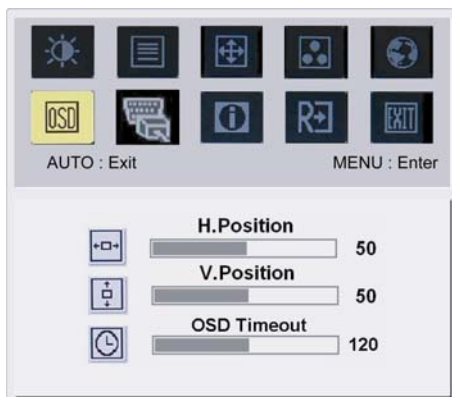 OSD
i
R
EXIT
AUTO : Exit
MENU : Enter
H.Position
50
V.Position
50
OSD Timeout
120